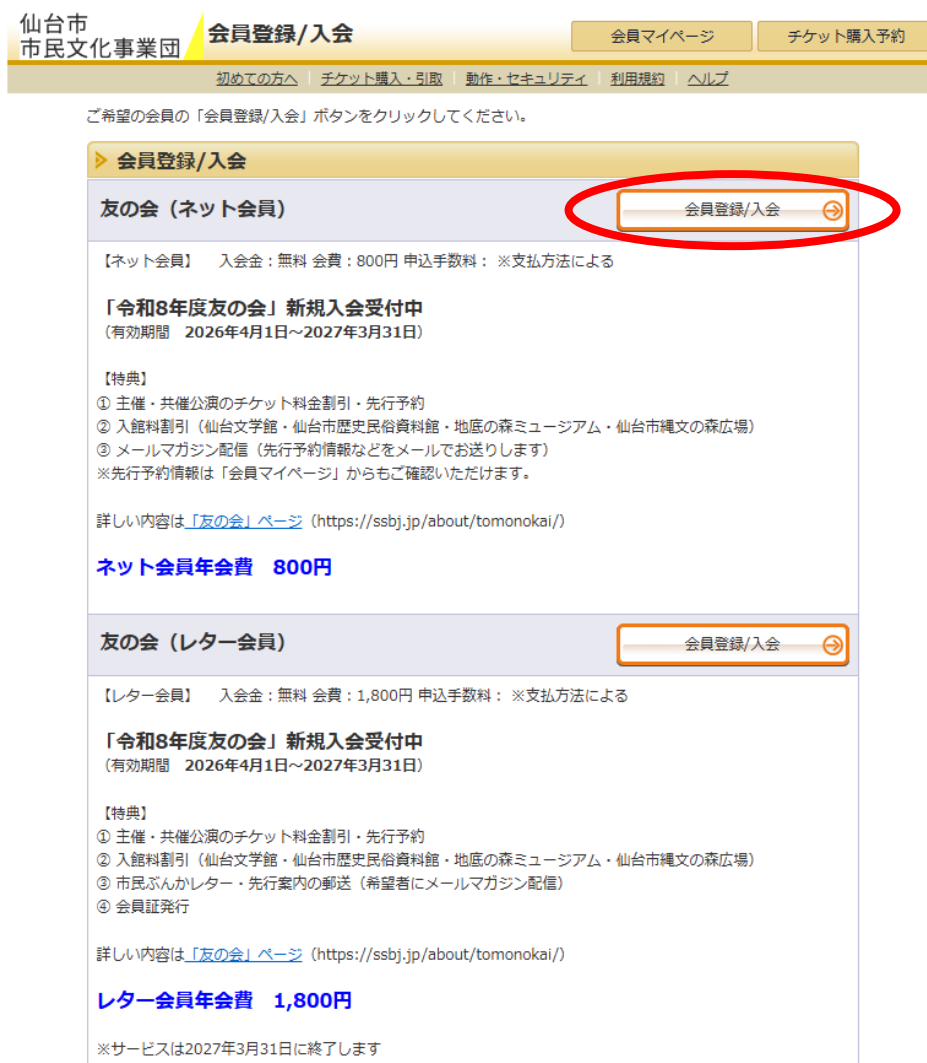 仙台市
市民文化事業団
会員登録/入会
会員マイページ
チケット購入予約
初めての方へ
チケット購入・引取
動作・セキュリティ
利用規約
ヘルプ
ご希望の会員の「会員登録/入会」ボタンをクリックしてください。
会員登録/入会
友の会（ネット会員）
会員登録/入会
【ネット会員】　入会金：無料 会費：800円 申込手数料： ※支払方法による
「令和8年度友の会」新規入会受付中
（有効期間　2026年4月1日～2027年3月31日）
【特典】
① 主催・共催公演のチケット料金割引・先行予約
② 入館料割引（仙台文学館・仙台市歴史民俗資料館・地底の森ミュージアム・仙台市縄文の森広場）
③ メールマガジン配信（先行予約情報などをメールでお送りします）
※先行予約情報は「会員マイページ」からもご確認いただけます。
詳しい内容は「友の会」ページ（https://ssbj.jp/about/tomonokai/）
ネット会員年会費　800円
友の会（レター会員）
会員登録/入会
【レター会員】　入会金：無料 会費：1,800円 申込手数料： ※支払方法による
「令和8年度友の会」新規入会受付中
（有効期間　2026年4月1日～2027年3月31日）
【特典】
① 主催・共催公演のチケット料金割引・先行予約
② 入館料割引（仙台文学館・仙台市歴史民俗資料館・地底の森ミュージアム・仙台市縄文の森広場）
③ 市民ぶんかレター・先行案内の郵送（希望者にメールマガジン配信）
④ 会員証発行
詳しい内容は「友の会」ページ（https://ssbj.jp/about/tomonokai/）
レター会員年会費　1,800円
※サービスは2027年3月31日に終了します